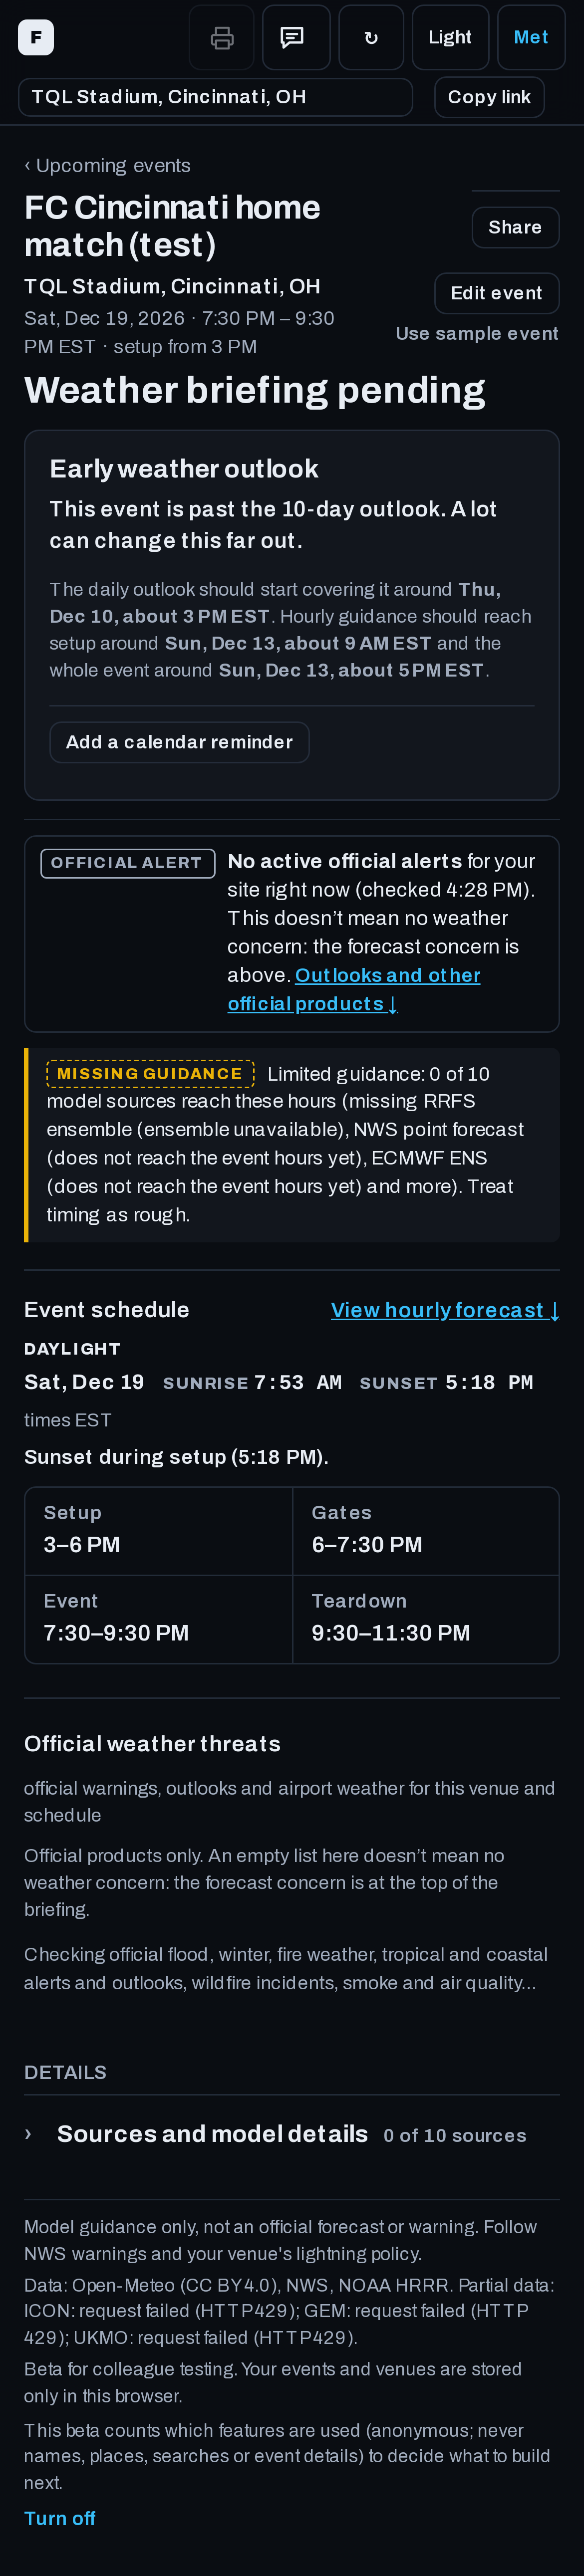 F
Light
Met
TQL Stadium, Cincinnati, OH
Copy link
‹ Upcoming events
FC Cincinnati home
match (test)
Share
TQL Stadium, Cincinnati, OH
Edit event
Sat, Dec 19, 2026 · 7:30 PM – 9:30
PM EST · setup from 3 PM
Use sample event
Weather briefing pending
Early weather outlook
This event is past the 10-day outlook. A lot
can change this far out.
The daily outlook should start covering it around Thu,
Dec 10, about 3 PM EST. Hourly guidance should reach
setup around Sun, Dec 13, about 9 AM EST and the
whole event around Sun, Dec 13, about 5 PM EST.
Add a calendar reminder
OFFICIAL ALERT
No active official alerts for your
site right now (checked 4:28 PM).
This doesn’t mean no weather
concern: the forecast concern is
above. Outlooks and other
official products ↓
MISSING GUIDANCE Limited guidance: 0 of 10
model sources reach these hours (missing RRFS
ensemble (ensemble unavailable), NWS point forecast
(does not reach the event hours yet), ECMWF ENS
(does not reach the event hours yet) and more). Treat
timing as rough.
Event schedule
View hourly forecast ↓
DAYLIGHT
Sat, Dec 19 SUNRISE 7:53 AM SUNSET 5:18 PM
times EST
Sunset during setup (5:18 PM).
Setup
3–6 PM
Gates
6–7:30 PM
Event
7:30–9:30 PM
Teardown
9:30–11:30 PM
Official weather threats
official warnings, outlooks and airport weather for this venue and
schedule
Official products only. An empty list here doesn’t mean no
weather concern: the forecast concern is at the top of the
briefing.
Checking official flood, winter, fire weather, tropical and coastal
alerts and outlooks, wildfire incidents, smoke and air quality…
DETAILS
› Sources and model details 0 of 10 sources
Model guidance only, not an official forecast or warning. Follow
NWS warnings and your venue's lightning policy.
Data: Open-Meteo (CC BY 4.0), NWS, NOAA HRRR. Partial data:
ICON: request failed (HTTP 429); GEM: request failed (HTTP
429); UKMO: request failed (HTTP 429).
Beta for colleague testing. Your events and venues are stored
only in this browser.
This beta counts which features are used (anonymous; never
names, places, searches or event details) to decide what to build
next.
Turn off